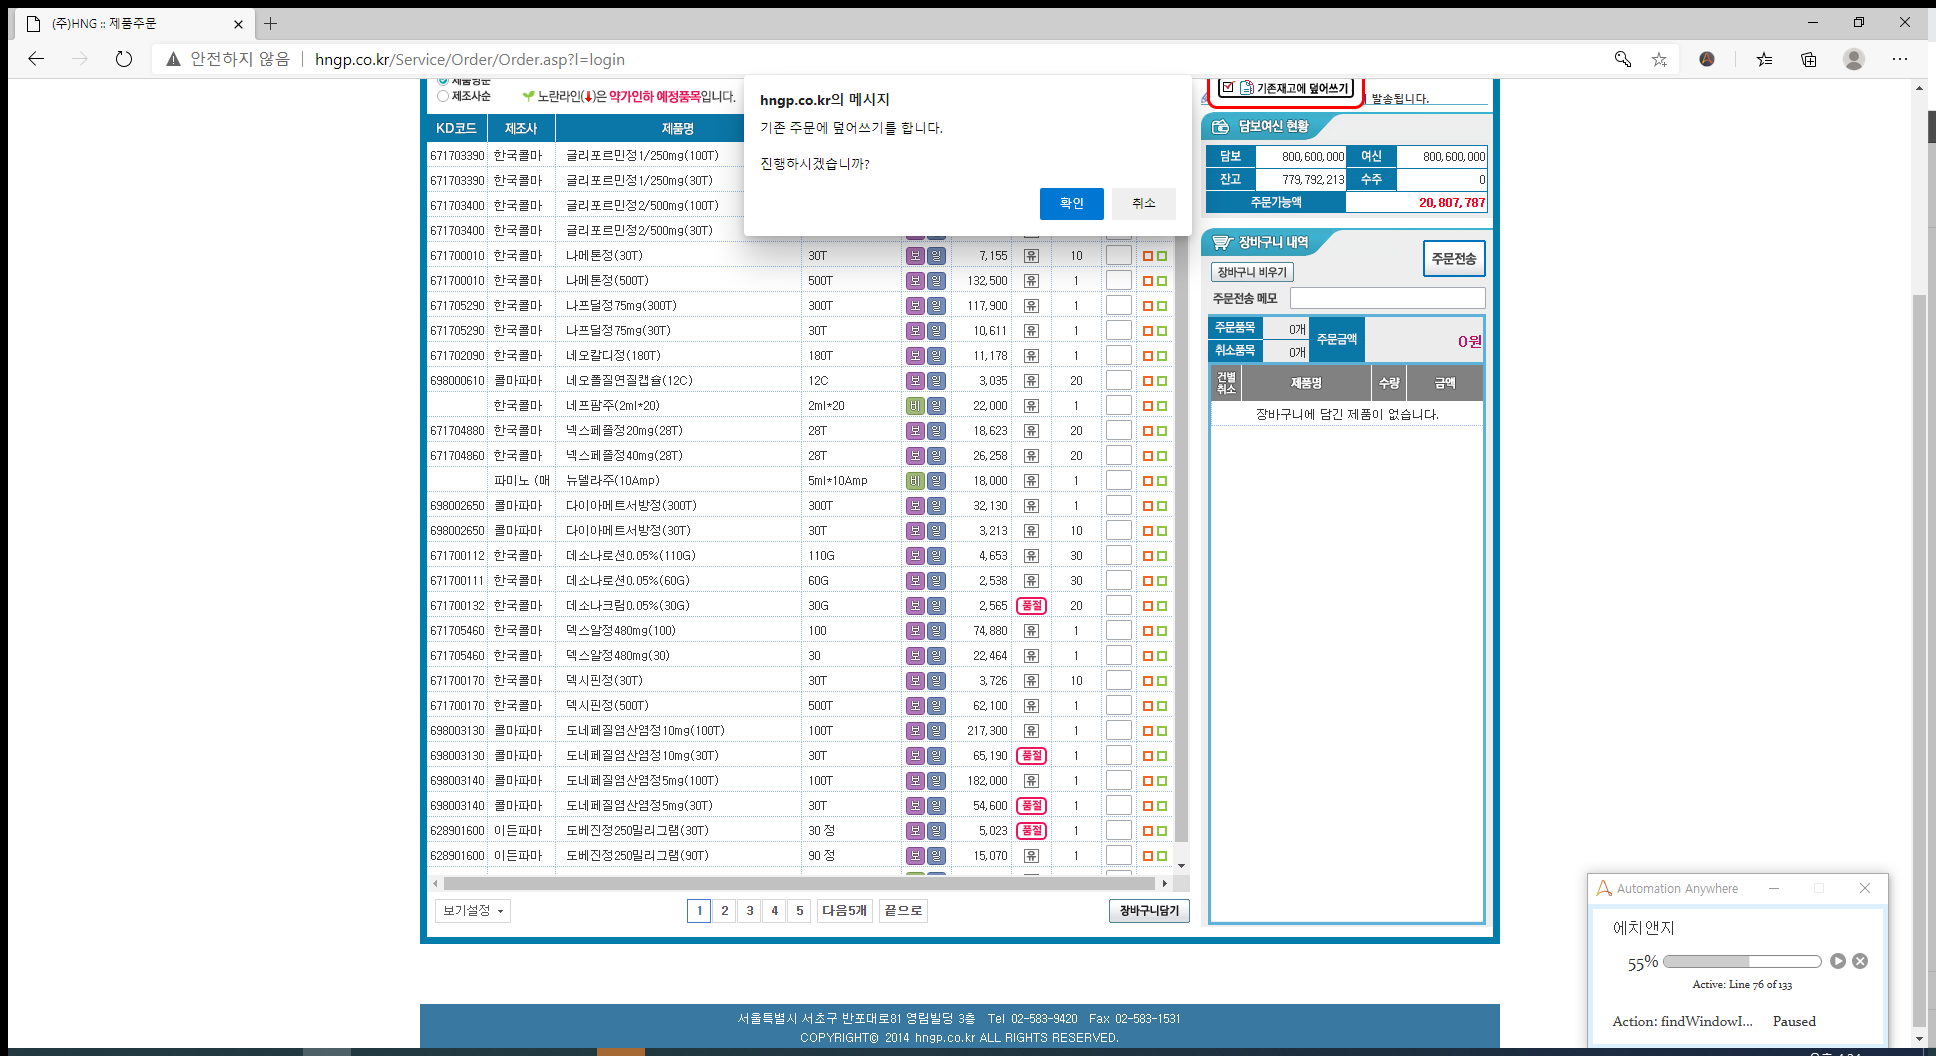 (주)HNG :: 제품주문
안전하지 않음 | hngp.co.kr/Service/Order/Order.asp?l=login
제품명순
제조사순
노란라인(↓)은 약가인하 예정품목입니다.
hngp.co.kr의 메시지
기존 주문에 덮어쓰기를 합니다.
진행하시겠습니까?
확인 취소
KD코드 제조사 제품명
671703390 한국콜마 글리포르민정1/250mg(100T)
671703390 한국콜마 글리포르민정1/250mg(30T)
671703400 한국콜마 글리포르민정2/500mg(100T)
671703400 한국콜마 글리포르민정2/500mg(30T)
671700010 한국콜마 나메톤정(30T) 30T 보 일 7,155 유 10
671700010 한국콜마 나메톤정(500T) 500T 보 일 132,500 유 1
671705290 한국콜마 나프덜정75mg(300T) 300T 보 일 117,900 유 1
671705290 한국콜마 나프덜정75mg(30T) 30T 보 일 10,611 유 1
671702090 한국콜마 네오칼디정(180T) 180T 보 일 11,178 유 1
698000610 콜마파마 네오폴질연질캡슐(12C) 12C 보 일 3,035 유 20
한국콜마 네프팜주(2ml*20) 2ml*20 비 일 22,000 유 1
671704880 한국콜마 넥스페플정20mg(28T) 28T 보 일 18,623 유 20
671704860 한국콜마 넥스페플정40mg(28T) 28T 보 일 26,258 유 20
파미노 (매 뉴델라주(10Amp) 5ml*10Amp 비 일 18,000 유 1
698002650 콜마파마 다이아메트서방정(300T) 300T 보 일 32,130 유 1
698002650 콜마파마 다이아메트서방정(30T) 30T 보 일 3,213 유 10
671700112 한국콜마 데소나로션0.05%(110G) 110G 보 일 4,653 유 30
671700111 한국콜마 데소나로션0.05%(60G) 60G 보 일 2,538 유 30
671700132 한국콜마 데소나크림0.05%(30G) 30G 보 일 2,565 품절 20
671705460 한국콜마 덱스알정480mg(100) 100 보 일 74,880 유 1
671705460 한국콜마 덱스알정480mg(30) 30 보 일 22,464 유 1
671700170 한국콜마 덱시핀정(30T) 30T 보 일 3,726 유 10
671700170 한국콜마 덱시핀정(500T) 500T 보 일 62,100 유 1
698003130 콜마파마 도네페질염산염정10mg(100T) 100T 보 일 217,300 유 1
698003130 콜마파마 도네페질염산염정10mg(30T) 30T 보 일 65,190 품절 1
698003140 콜마파마 도네페질염산염정5mg(100T) 100T 보 일 182,000 유 1
698003140 콜마파마 도네페질염산염정5mg(30T) 30T 보 일 54,600 품절 1
628901600 이든파마 도베진정250밀리그램(30T) 30 정 보 일 5,023 품절 1
628901600 이든파마 도베진정250밀리그램(90T) 90 정 보 일 15,070 유 1
보기설정
1 2 3 4 5 다음5개 끝으로
장바구니담기
기존재고에 덮어쓰기
발송됩니다.
담보여신 현황
담보 800,600,000 여신 800,600,000
잔고 779,792,213 수주 0
주문가능액 20,807,787
장바구니 내역
장바구니 비우기
주문전송
주문전송 메모
주문품목 0개
취소품목 0개
주문금액 0원
건별취소 제품명 수량 금액
장바구니에 담긴 제품이 없습니다.
서울특별시 서초구 반포대로81 영림빌딩 3층 Tel 02-583-9420 Fax 02-583-1531
COPYRIGHT© 2014 hngp.co.kr ALL RIGHTS RESERVED.
Automation Anywhere
에치앤지
55%
Active: Line 76 of 133
Action: findWindowI... Paused